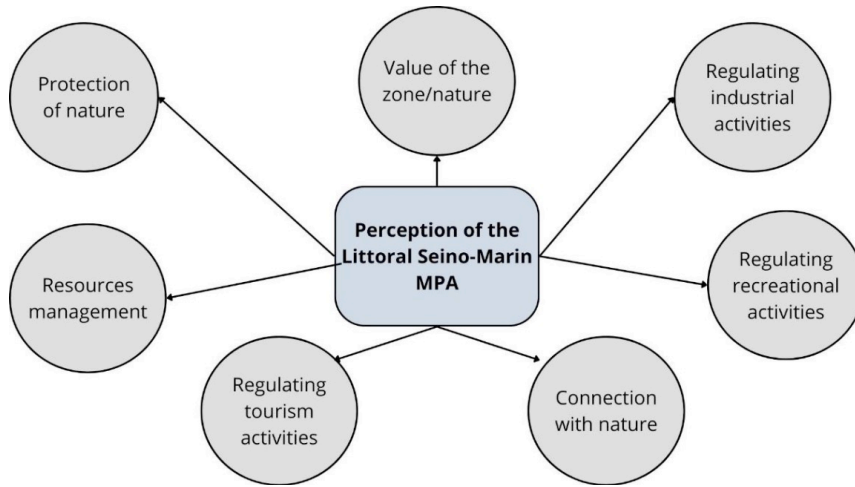 Protection
of nature
Value of the
zone/nature
Regulating
industrial
activities
Perception of the
Littoral Seino-Marin
MPA
Resources
management
Regulating
recreational
activities
Regulating
tourism
activities
Connection
with nature